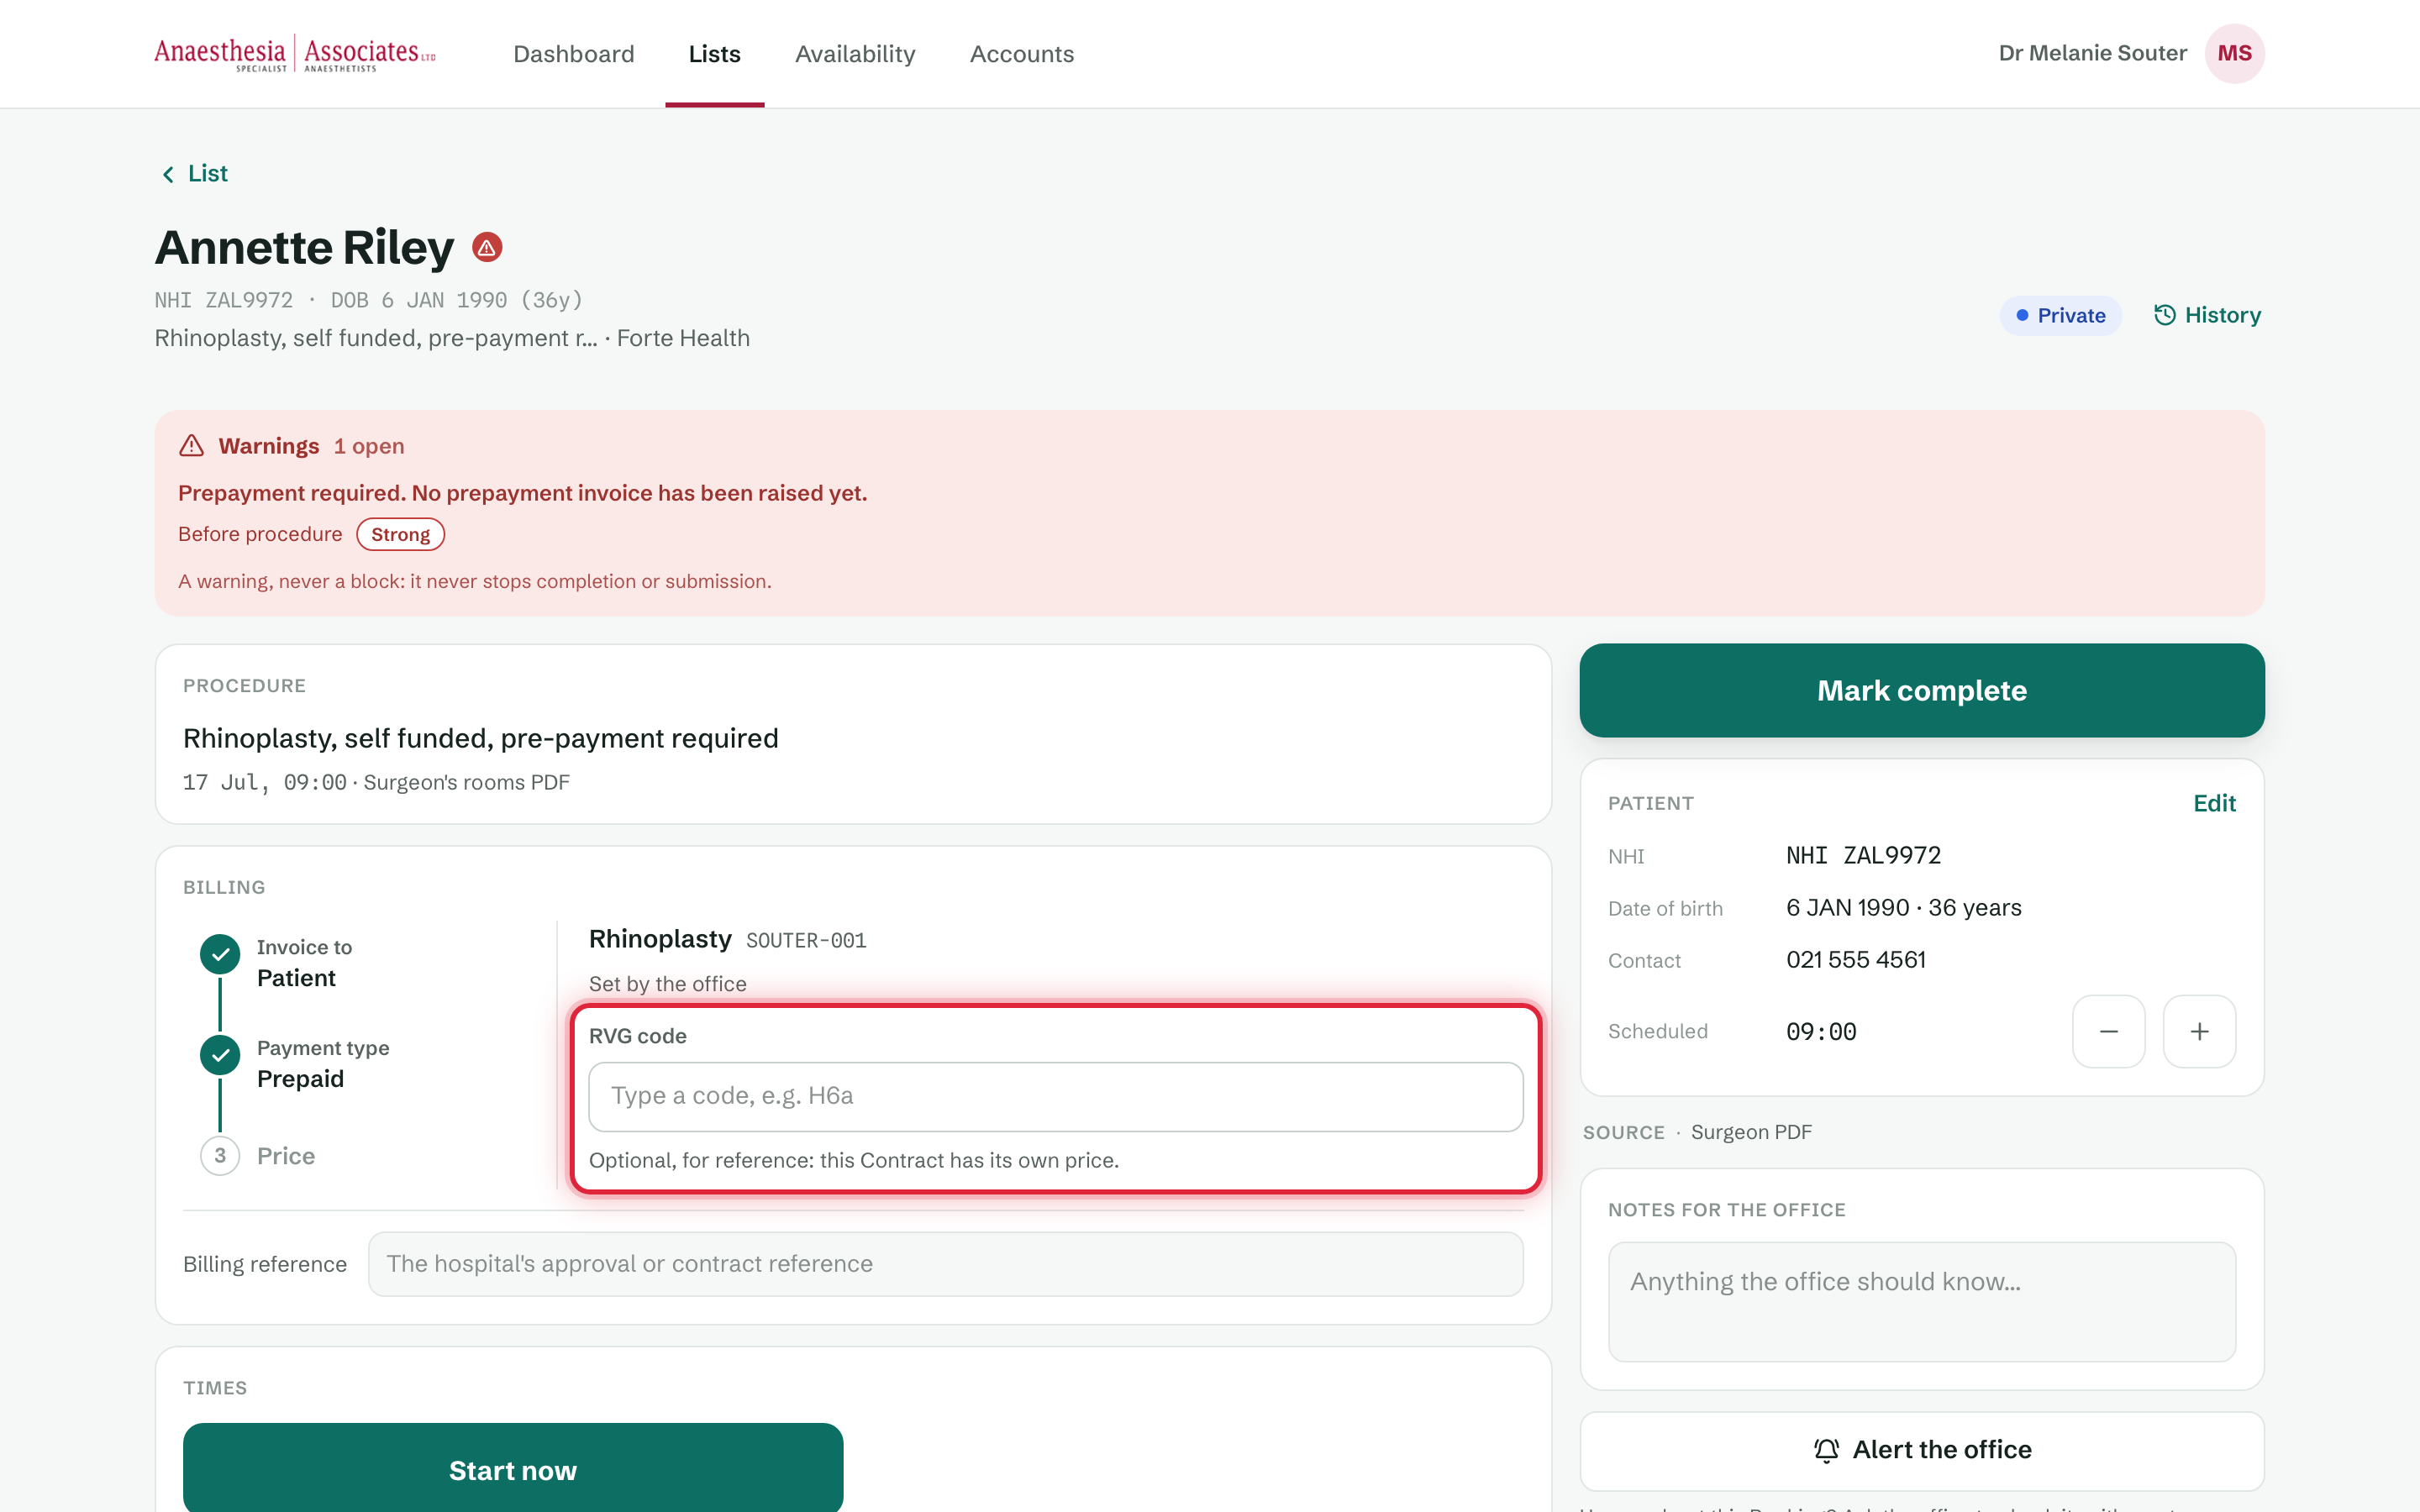 Anaesthesia | Associates LTD
SPECIALIST ANAESTHETISTS
Dashboard
Lists
Availability
Accounts
Dr Melanie Souter
MS
List
Annette Riley
NHI ZAL9972 · DOB 6 JAN 1990 (36y)
Rhinoplasty, self funded, pre-payment r... · Forte Health
Private
History
Warnings 1 open
Prepayment required. No prepayment invoice has been raised yet.
Before procedure Strong
A warning, never a block: it never stops completion or submission.
PROCEDURE
Rhinoplasty, self funded, pre-payment required
17 Jul, 09:00 · Surgeon's rooms PDF
BILLING
Invoice to
Patient
Payment type
Prepaid
3 Price
Rhinoplasty SOUTER-001
Set by the office
RVG code
Type a code, e.g. H6a
Optional, for reference: this Contract has its own price.
Billing reference
The hospital's approval or contract reference
TIMES
Start now
Mark complete
PATIENT
Edit
NHI NHI ZAL9972
Date of birth 6 JAN 1990 · 36 years
Contact 021 555 4561
Scheduled 09:00 − +
SOURCE · Surgeon PDF
NOTES FOR THE OFFICE
Anything the office should know...
Alert the office